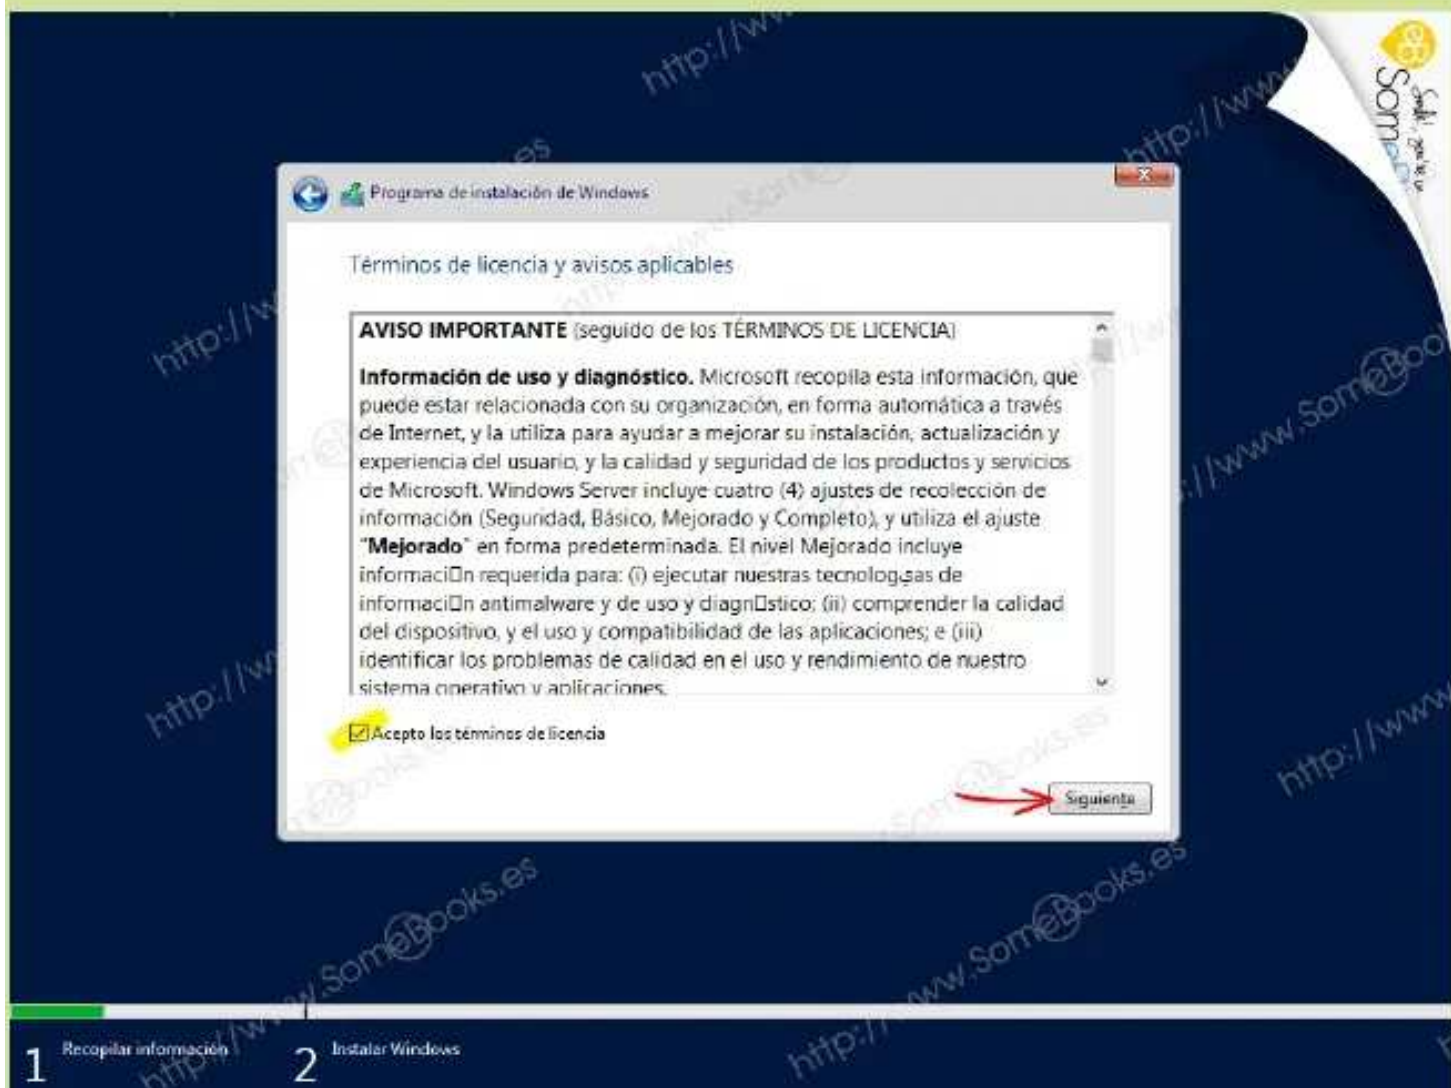 Programa de instalación de Windows
Términos de licencia y avisos aplicables
AVISO IMPORTANTE (seguido de los TÉRMINOS DE LICENCIA)
Información de uso y diagnóstico. Microsoft recopila esta información, que
puede estar relacionada con su organización, en forma automática a través
de Internet, y la utiliza para ayudar a mejorar su instalación, actualización y
experiencia del usuario, y la calidad y seguridad de los productos y servicios
de Microsoft. Windows Server incluye cuatro (4) ajustes de recolección de
información (Seguridad, Básico, Mejorado y Completo), y utiliza el ajuste
"Mejorado" en forma predeterminada. El nivel Mejorado incluye
informaci□n requerida para: (i) ejecutar nuestras tecnologşas de
informaci□n antimalware y de uso y diagn□stico; (ii) comprender la calidad
del dispositivo, y el uso y compatibilidad de las aplicaciones; e (iii)
identificar los problemas de calidad en el uso y rendimiento de nuestro
sistema operativo y aplicaciones.
Acepto los términos de licencia
Siguiente
1 Recopilar información
2 Instalar Windows
http://www.SomeBooks.es